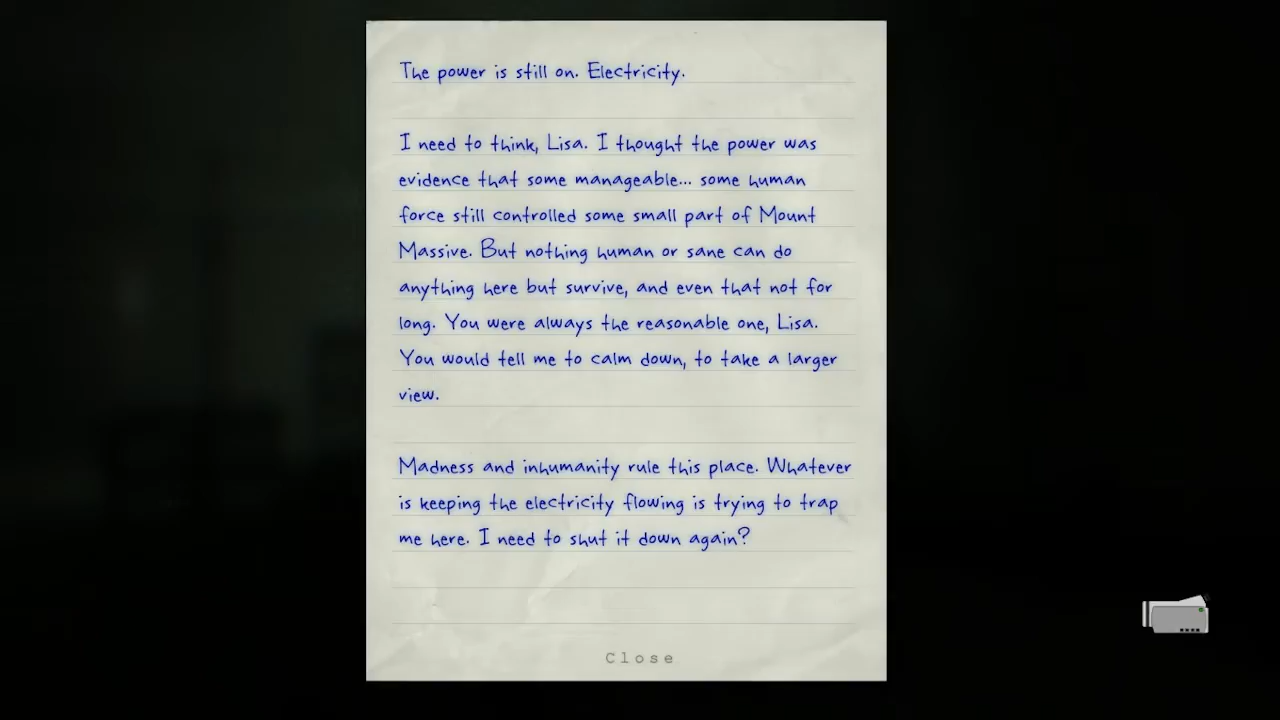 The power is still on. Electricity.
I need to think, Lisa. I thought the power was
evidence that some manageable... some human
force still controlled some small part of Mount
Massive. But nothing human or sane can do
anything here but survive, and even that not for
long. You were always the reasonable one, Lisa.
You would tell me to calm down, to take a larger
view.
Madness and inhumanity rule this place. Whatever
is keeping the electricity flowing is trying to trap
me here. I need to shut it down again?
Close